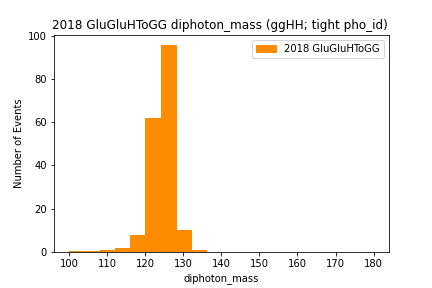 2018 GluGluHToGG diphoton_mass (ggHH; tight pho_id)
2018 GluGluHToGG
Number of Events
100
80
60
40
20
0
100 110 120 130 140 150 160 170 180
diphoton_mass